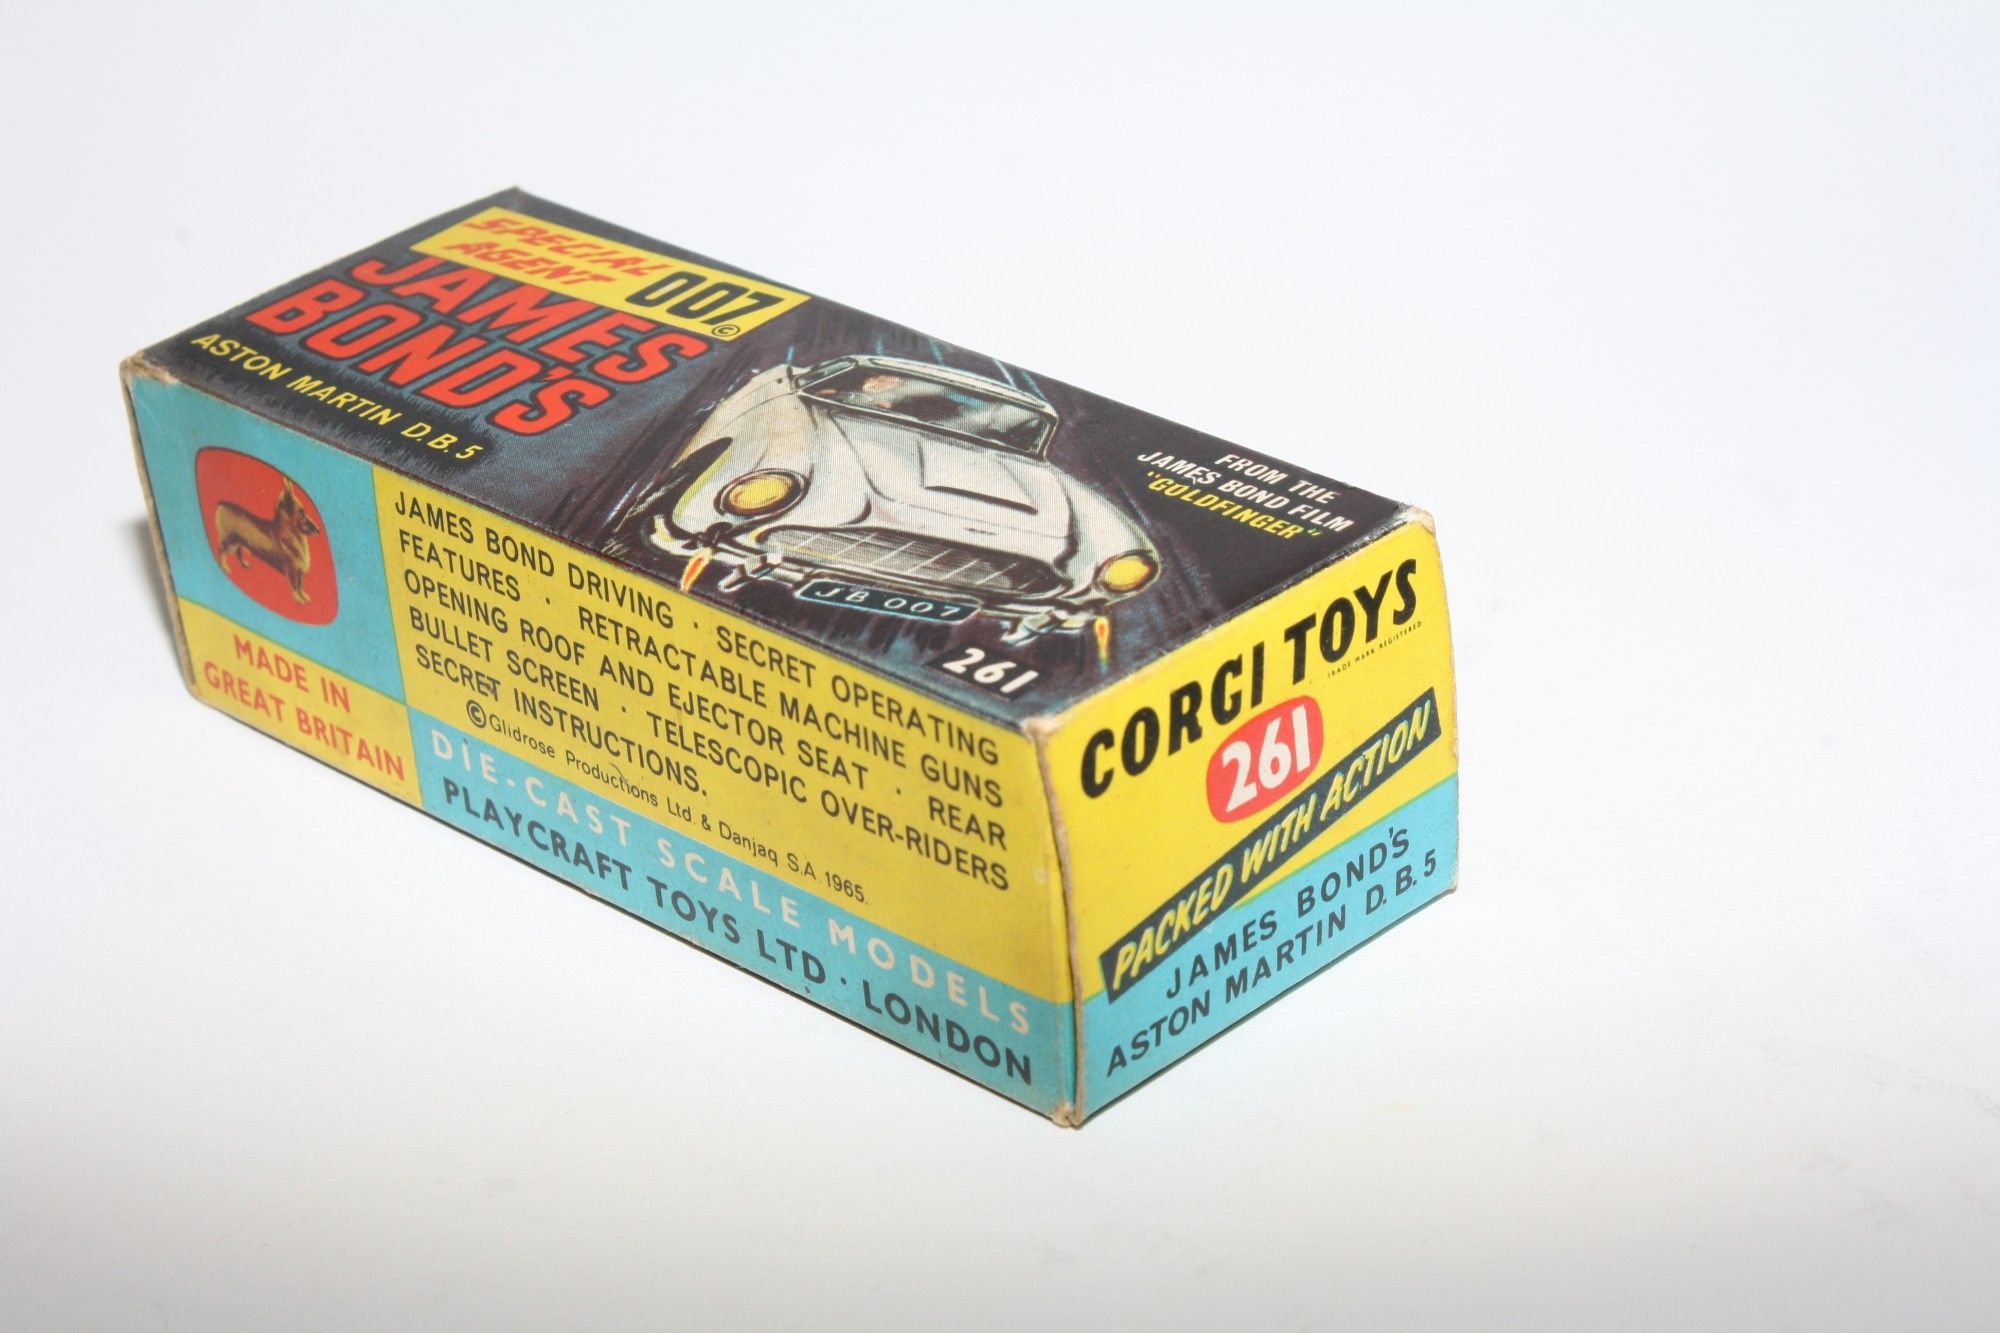 SPECIAL
AGENT 007 ©
JAMES
BOND'S
ASTON MARTIN D.B.5
FROM THE
JAMES BOND FILM
"GOLDFINGER"
JB 007
261
MADE IN
GREAT BRITAIN
JAMES BOND DRIVING · SECRET OPERATING
FEATURES · RETRACTABLE MACHINE GUNS
OPENING ROOF AND EJECTOR SEAT · REAR
BULLET SCREEN · TELESCOPIC OVER-RIDERS
SECRET INSTRUCTIONS.
©Glidrose Productions Ltd. & Danjaq S.A. 1965.
DIE-CAST SCALE MODELS
PLAYCRAFT TOYS LTD · LONDON
CORGI TOYS
TRADE MARK REGISTERED
261
PACKED WITH ACTION
JAMES BOND'S
ASTON MARTIN D.B.5